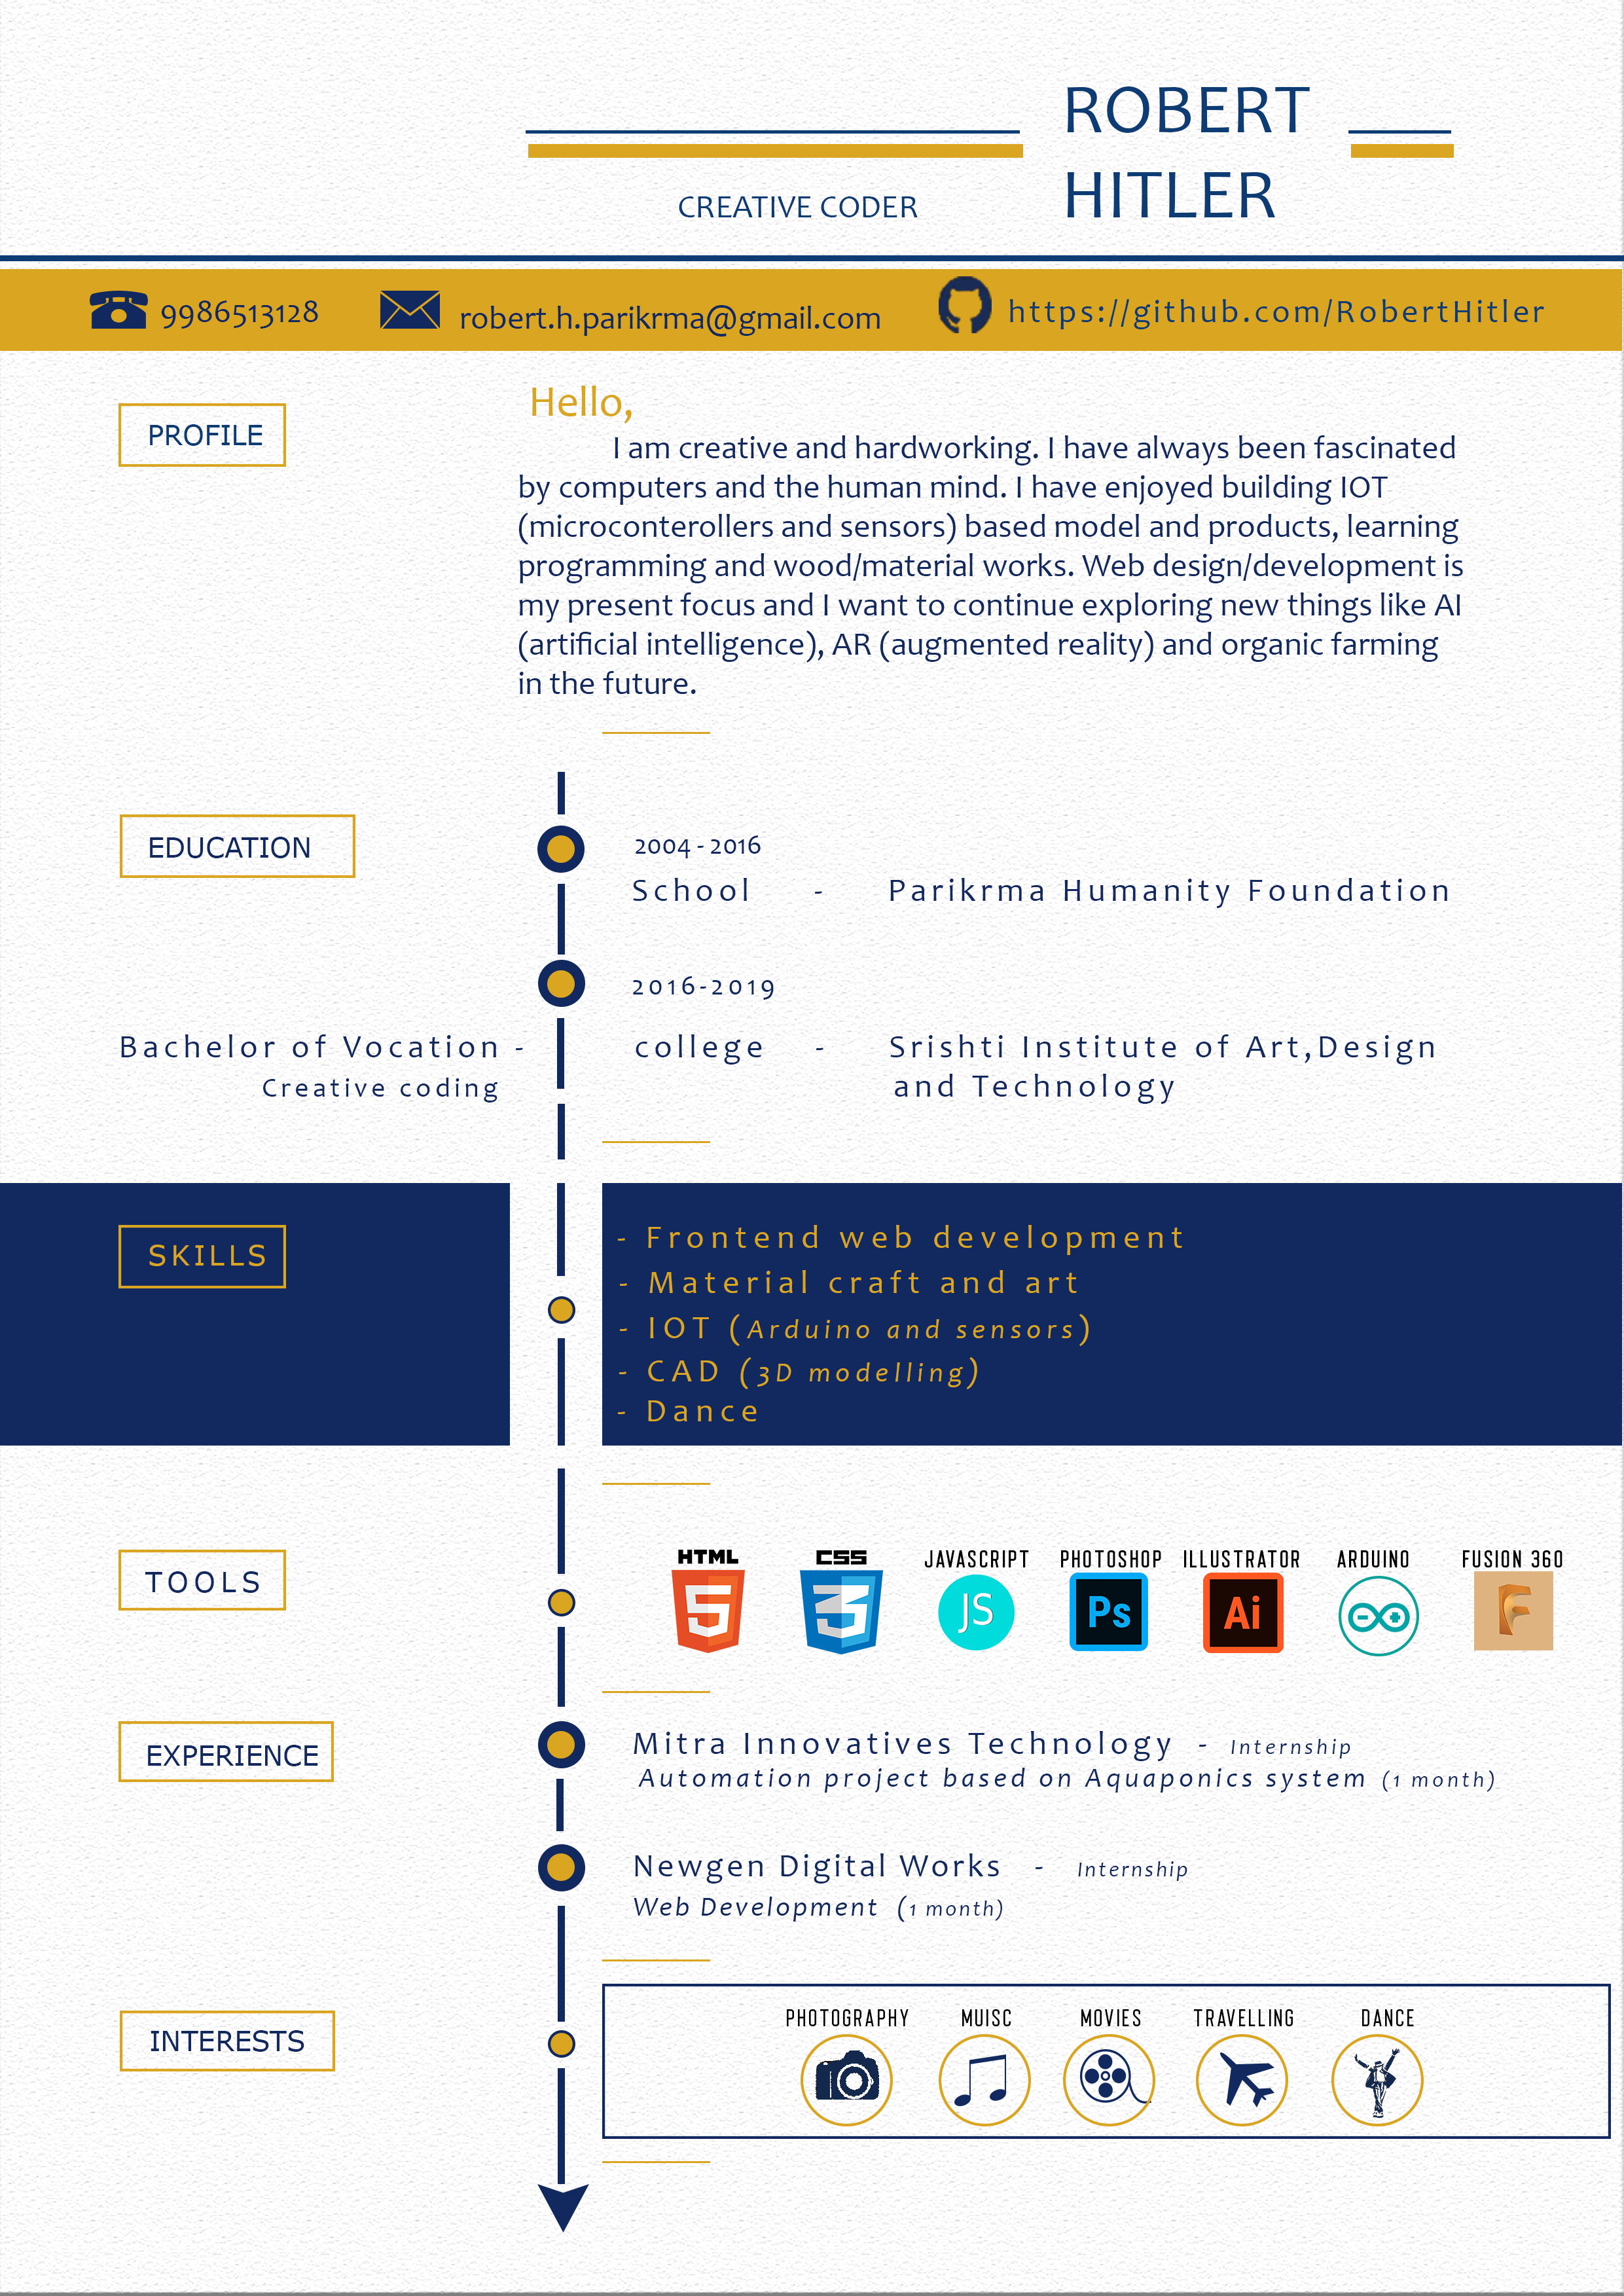 ROBERT
HITLER
CREATIVE CODER
9986513128
robert.h.parikrma@gmail.com
https://github.com/RobertHitler
PROFILE
Hello,
I am creative and hardworking. I have always been fascinated
by computers and the human mind. I have enjoyed building IOT
(microconterollers and sensors) based model and products, learning
programming and wood/material works. Web design/development is
my present focus and I want to continue exploring new things like AI
(artificial intelligence), AR (augmented reality) and organic farming
in the future.
EDUCATION
2004 - 2016
School - Parikrma Humanity Foundation
2016-2019
Bachelor of Vocation - college - Srishti Institute of Art,Design
Creative coding and Technology
SKILLS
- Frontend web development
- Material craft and art
- IOT (Arduino and sensors)
- CAD (3D modelling)
- Dance
TOOLS
HTML CSS JAVASCRIPT PHOTOSHOP ILLUSTRATOR ARDUINO FUSION 360
5 3 JS Ps Ai F
EXPERIENCE
Mitra Innovatives Technology - Internship
Automation project based on Aquaponics system (1 month)
Newgen Digital Works - Internship
Web Development (1 month)
INTERESTS
PHOTOGRAPHY MUISC MOVIES TRAVELLING DANCE